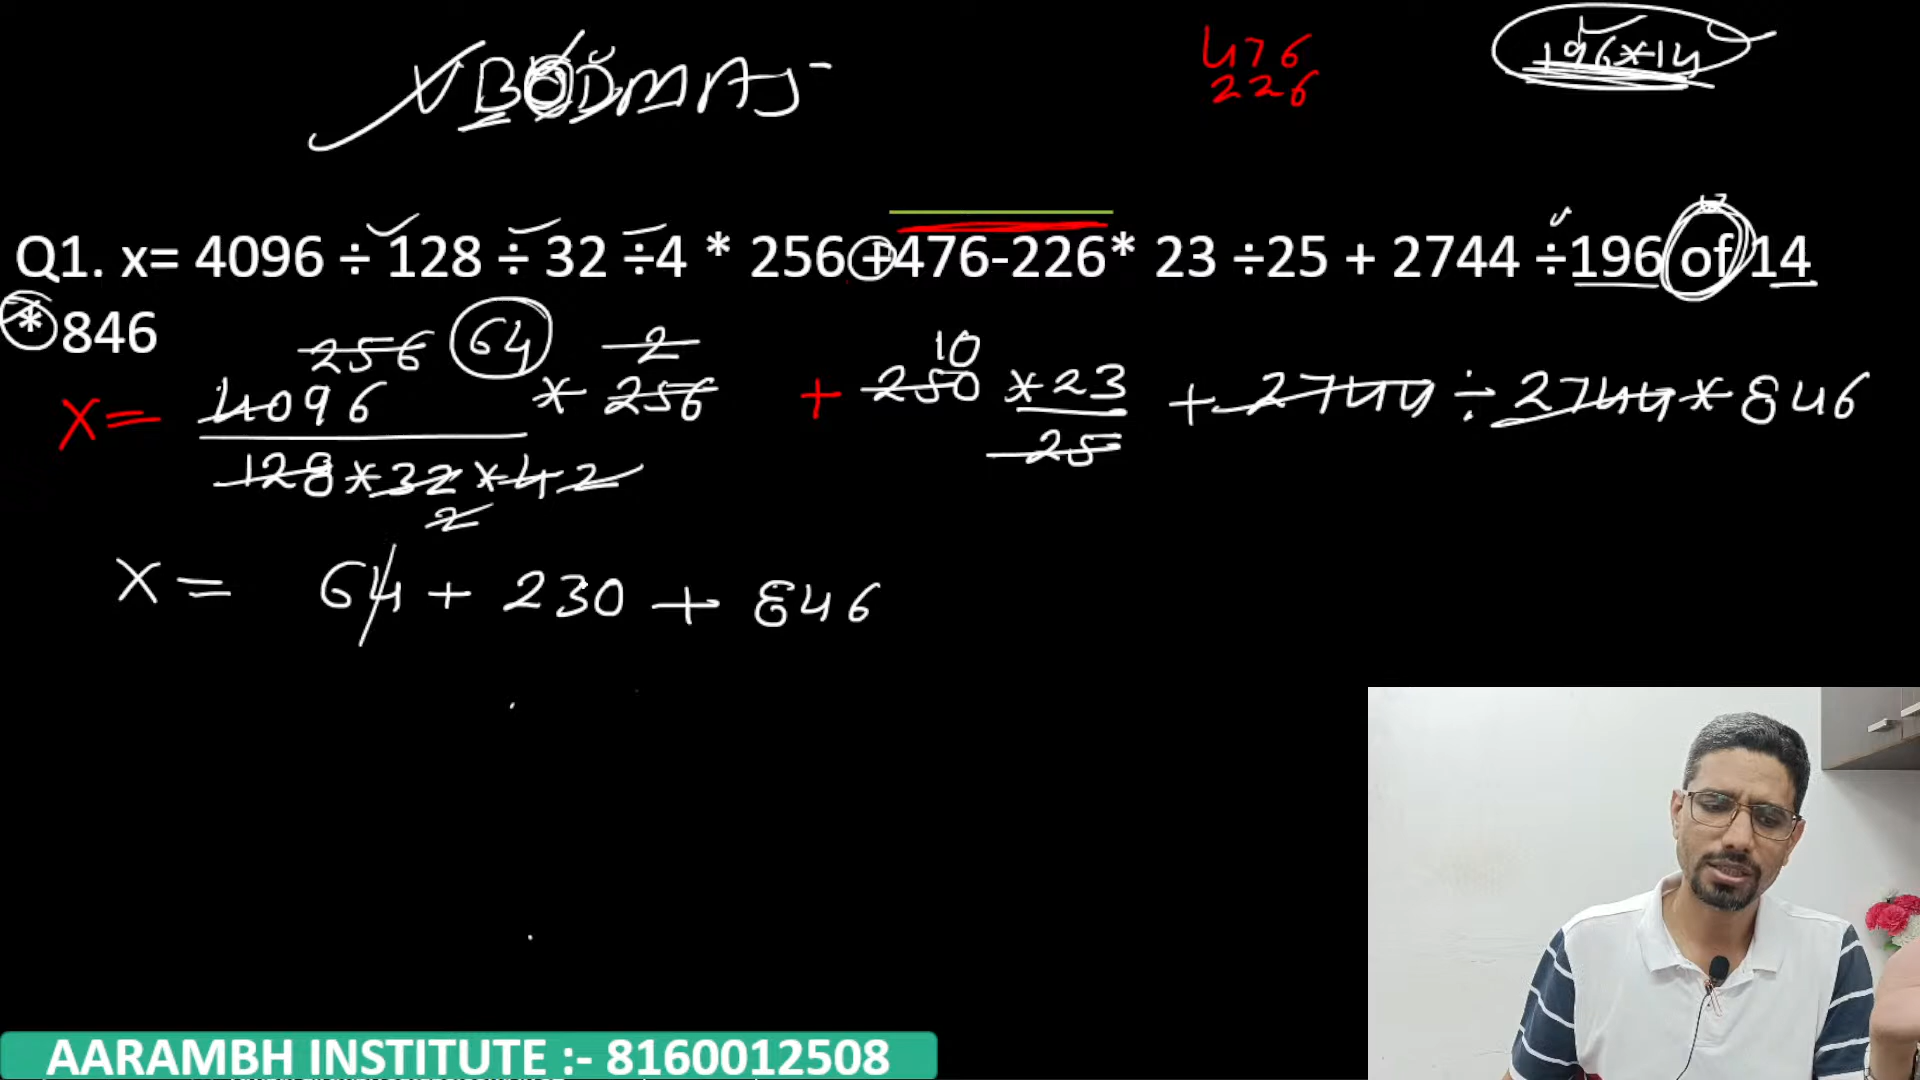 VBODMAS
476
226
196*14
Q1. x= 4096 ÷ 128 ÷ 32 ÷4 * 256 +476-226* 23 ÷25 + 2744 ÷196 of 14
*846
256 64 2 10
X= 4096 * 256 + 250 *23 + 2744 ÷ 2744 * 846
128 *32 *4 2 25
2
X = 64 + 230 + 846
AARAMBH INSTITUTE :- 8160012508